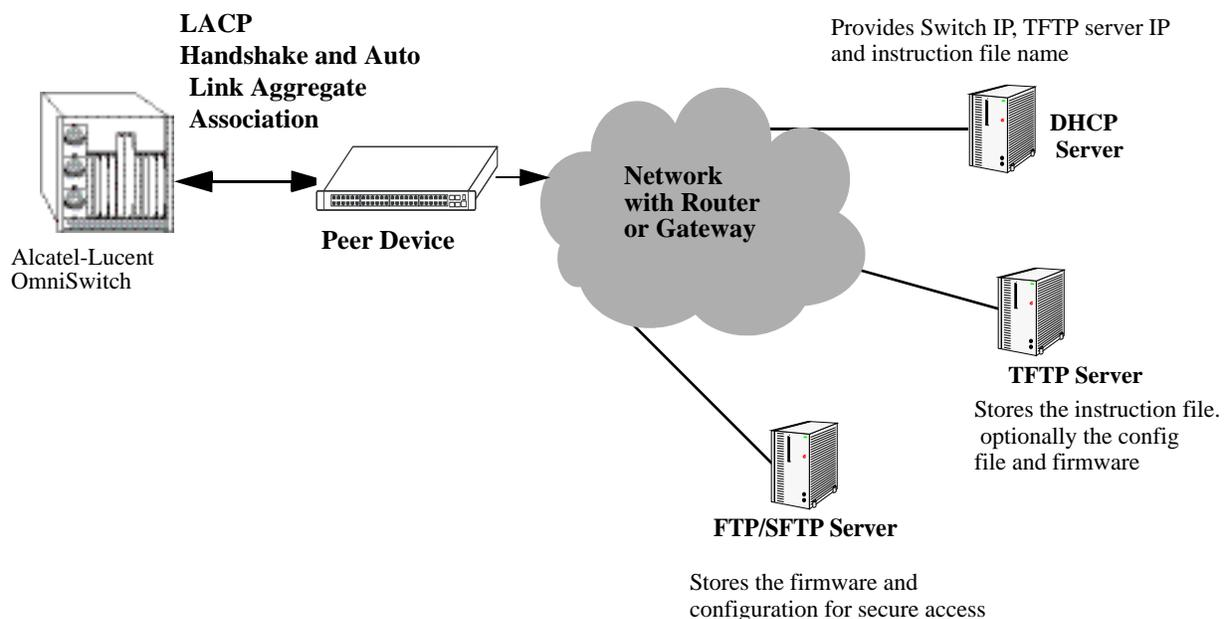 LACP
Handshake and Auto
Link Aggregate
Association
Provides Switch IP, TFTP server IP
and instruction file name
DHCP
Server
Network
with Router
or Gateway
Peer Device
Alcatel-Lucent
OmniSwitch
TFTP Server
Stores the instruction file.
optionally the config
file and firmware
FTP/SFTP Server
Stores the firmware and
configuration for secure access